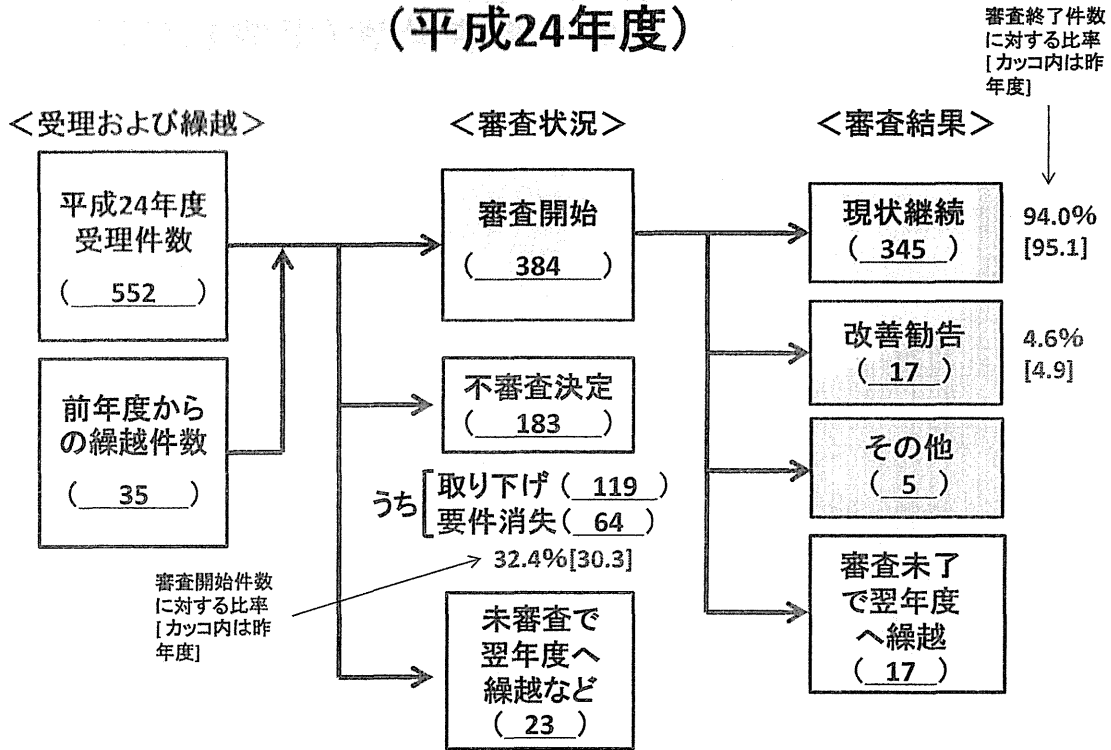 （平成24年度）
審査終了件数
に対する比率
[カッコ内は昨
年度]
＜受理および繰越＞
＜審査状況＞
＜審査結果＞
平成24年度
受理件数
（ 552 ）
前年度から
の繰越件数
（ 35 ）
審査開始
（ 384 ）
不審査決定
（ 183 ）
うち
取り下げ（ 119 ）
要件消失（ 64 ）
32.4%[30.3]
審査開始件数
に対する比率
[カッコ内は昨
年度]
未審査で
翌年度へ
繰越など
（ 23 ）
現状継続
（ 345 ）
94.0%
[95.1]
改善勧告
（ 17 ）
4.6%
[4.9]
その他
（ 5 ）
審査未了
で翌年度
へ繰越
（ 17 ）